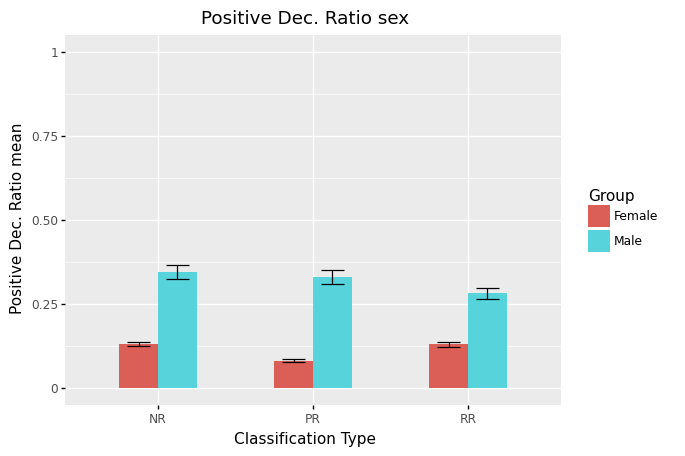 Positive Dec. Ratio sex
Positive Dec. Ratio mean
1
0.75
0.50
0.25
0
NR
PR
RR
Classification Type
Group
Female
Male